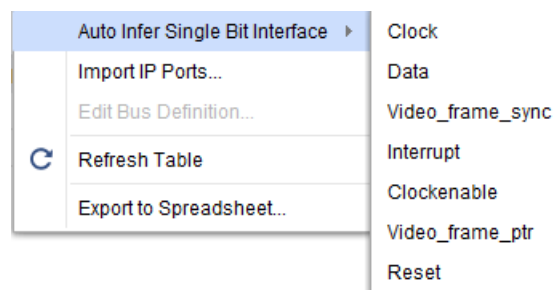 Auto Infer Single Bit Interface
Import IP Ports...
Edit Bus Definition...
Refresh Table
Export to Spreadsheet...
Clock
Data
Video_frame_sync
Interrupt
Clockenable
Video_frame_ptr
Reset